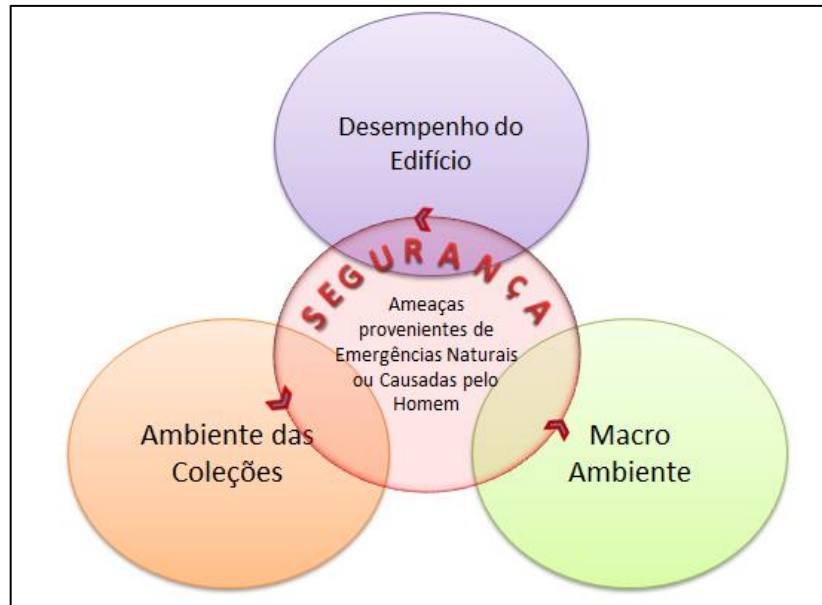 Desempenho do
Edifício
SEGURANÇA
Ameaças
provenientes de
Emergências Naturais
ou Causadas pelo
Homem
Ambiente das
Coleções
Macro
Ambiente